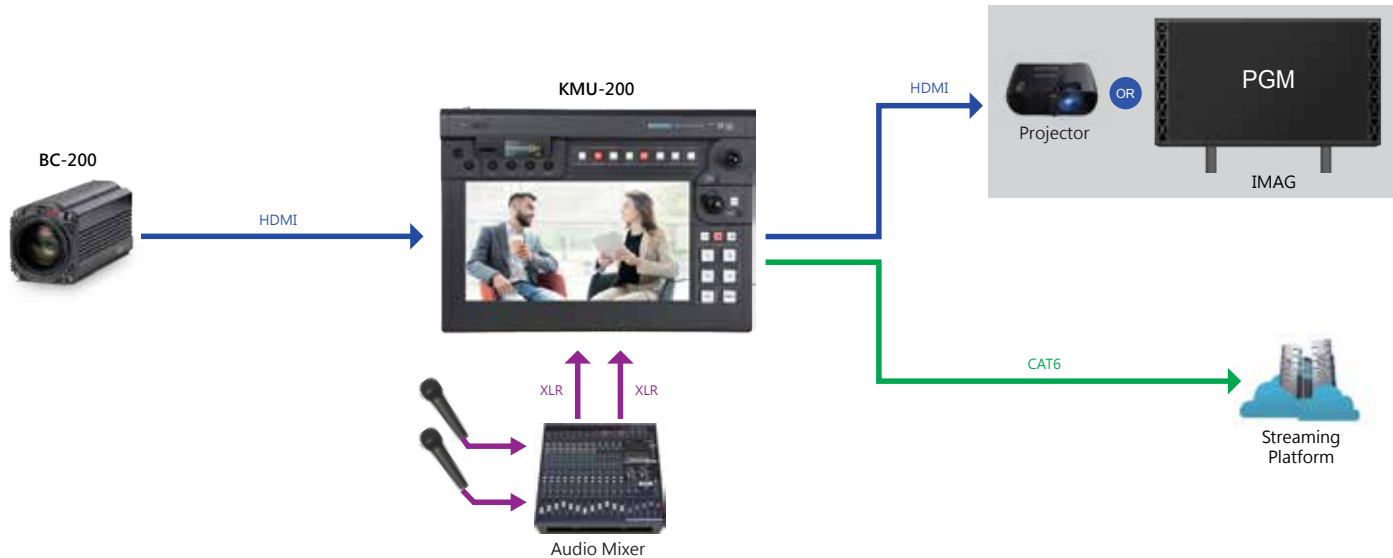 KMU-200
HDMI
PGM
OR
Projector
IMAG
BC-200
HDMI
XLR
XLR
CAT6
Streaming
Platform
Audio Mixer